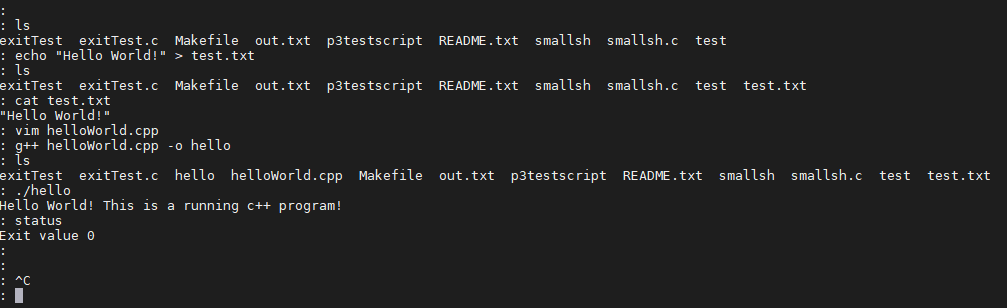 :
: ls
exitTest  exitTest.c  Makefile  out.txt  p3testscript  README.txt  smallsh  smallsh.c  test
: echo "Hello World!" > test.txt
: ls
exitTest  exitTest.c  Makefile  out.txt  p3testscript  README.txt  smallsh  smallsh.c  test  test.txt
: cat test.txt
"Hello World!"
: vim helloWorld.cpp
: g++ helloWorld.cpp -o hello
: ls
exitTest  exitTest.c  hello  helloWorld.cpp  Makefile  out.txt  p3testscript  README.txt  smallsh  smallsh.c  test  test.txt
: ./hello
Hello World! This is a running c++ program!
: status
Exit value 0
:
:
: ^C
: